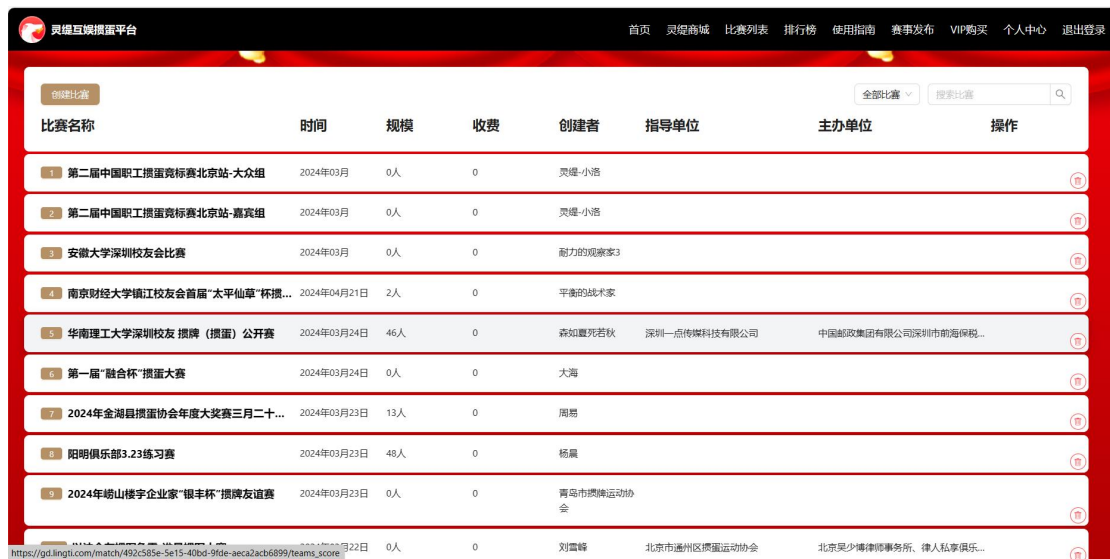 灵缇互娱掼蛋平台 首页 灵缇商城 比赛列表 排行榜 使用指南 赛事发布 VIP购买 个人中心 退出登录
创建比赛 全部比赛 搜索比赛
比赛名称 时间 规模 收费 创建者 指导单位 主办单位 操作
1 第二届中国职工掼蛋竞标赛北京站-大众组 2024年03月 0人 0 灵缇-小洛
2 第二届中国职工掼蛋竞标赛北京站-嘉宾组 2024年03月 0人 0 灵缇-小洛
3 安徽大学深圳校友会比赛 2024年03月 0人 0 耐力的观察家3
4 南京财经大学镇江校友会首届“太平仙草”杯掼... 2024年04月21日 2人 0 平衡的战术家
5 华南理工大学深圳校友 掼牌（掼蛋）公开赛 2024年03月24日 46人 0 森如夏死若秋 深圳一点传媒科技有限公司 中国邮政集团有限公司深圳市前海保税...
6 第一届“融合杯”掼蛋大赛 2024年03月24日 0人 0 大海
7 2024年金湖县掼蛋协会年度大奖赛三月二十... 2024年03月23日 13人 0 周易
8 阳明俱乐部3.23练习赛 2024年03月23日 48人 0 杨晨
9 2024年崂山楼宇企业家“银丰杯”掼牌友谊赛 2024年03月23日 0人 0 青岛市掼牌运动协
会
月22日 0人 0 刘雪峰 北京市通州区掼蛋运动协会 北京吴少博律师事务所、律人私享俱乐...
https://gd.lingti.com/match/492c585e-5e15-40bd-9fde-aeca2acb6899/teams_score